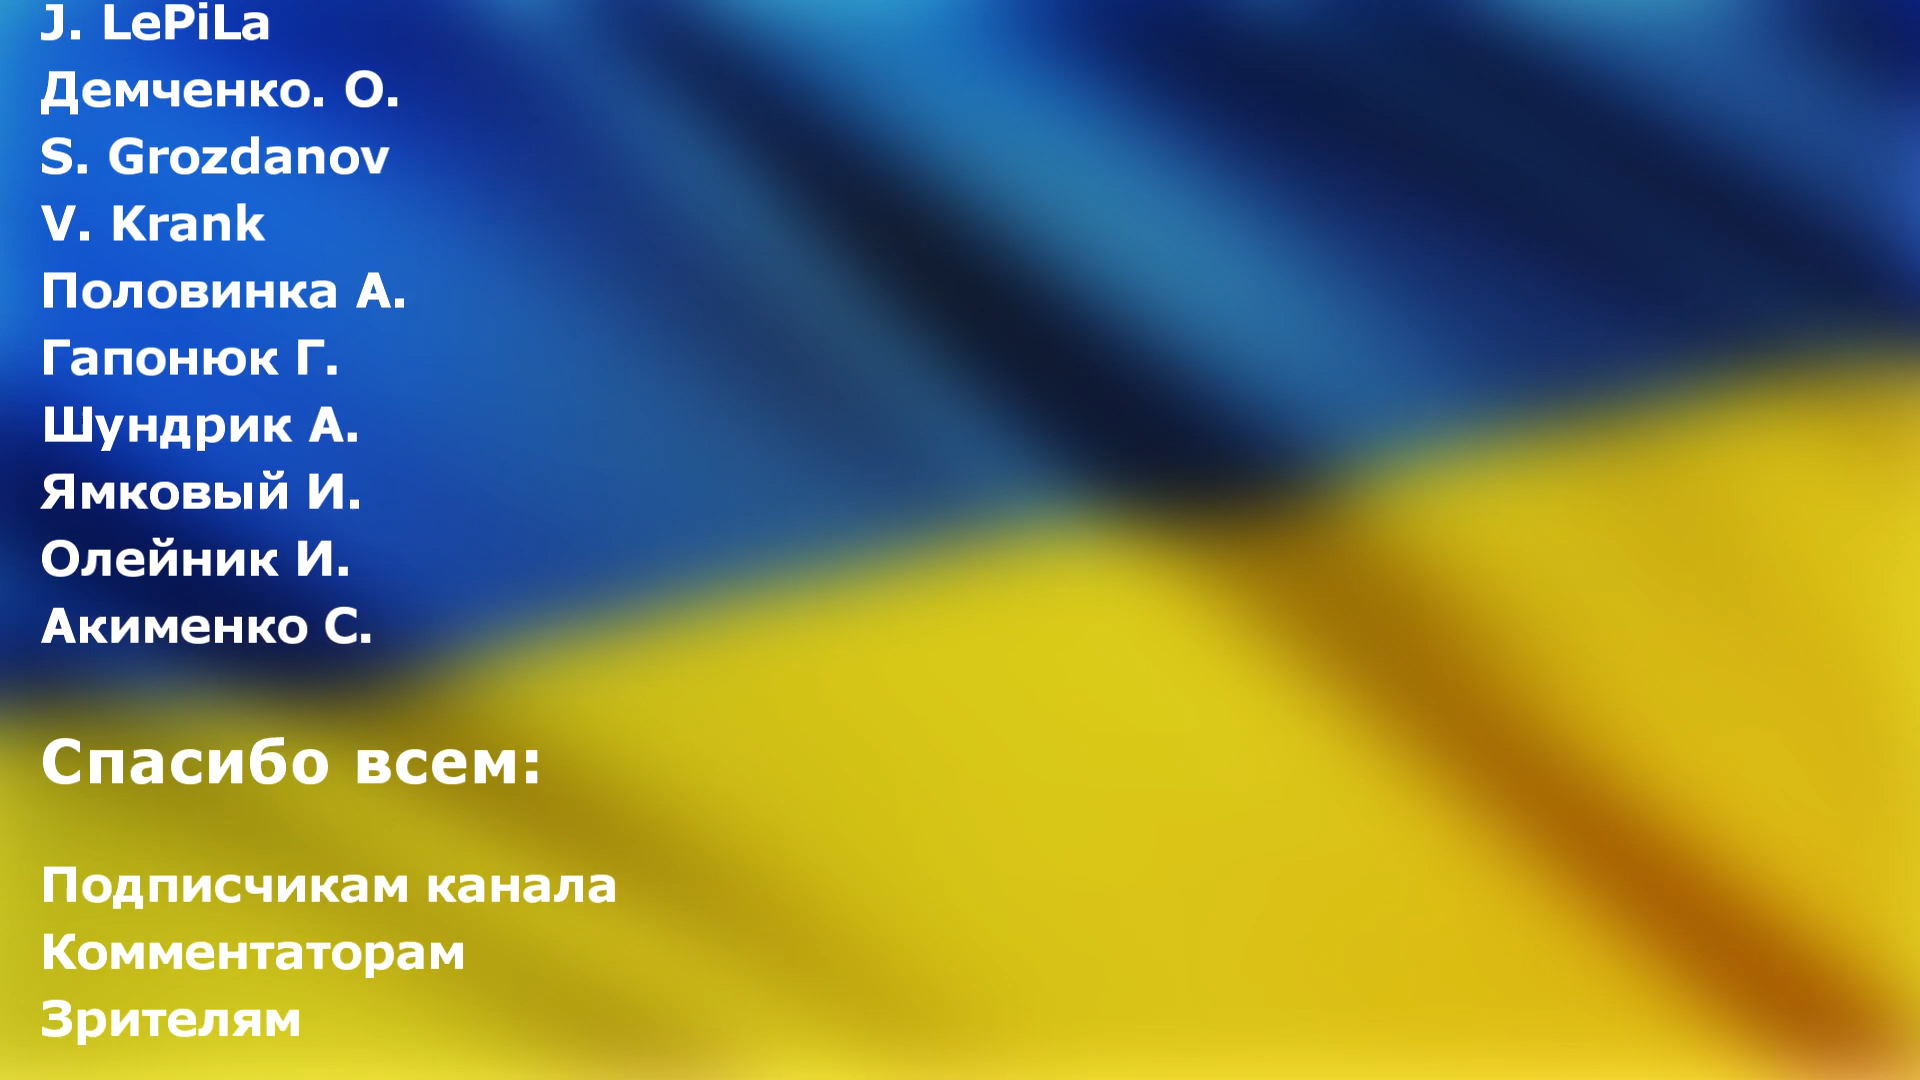 J. LePiLa
Демченко. О.
S. Grozdanov
V. Krank
Половинка А.
Гапонюк Г.
Шундрик А.
Ямковый И.
Олейник И.
Акименко С.
Спасибо всем:
Подписчикам канала
Комментаторам
Зрителям